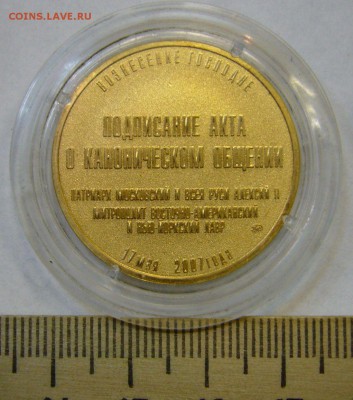 COINS.LAVE.RU
ВОЗНЕСЕНИЕ ГОСПОДНЕ
ПОДПИСАНИЕ АКТА
О КАНОНИЧЕСКОМ ОБЩЕНИИ
ПАТРИАРХ МОСКОВСКИЙ И ВСЕЯ РУСИ АЛЕКСИЙ II
МИТРОПОЛИТ ВОСТОЧНО-АМЕРИКАНСКИЙ
И НЬЮ-ЙОРКСКИЙ ЛАВР
17 МАЯ 2007 ГОДА